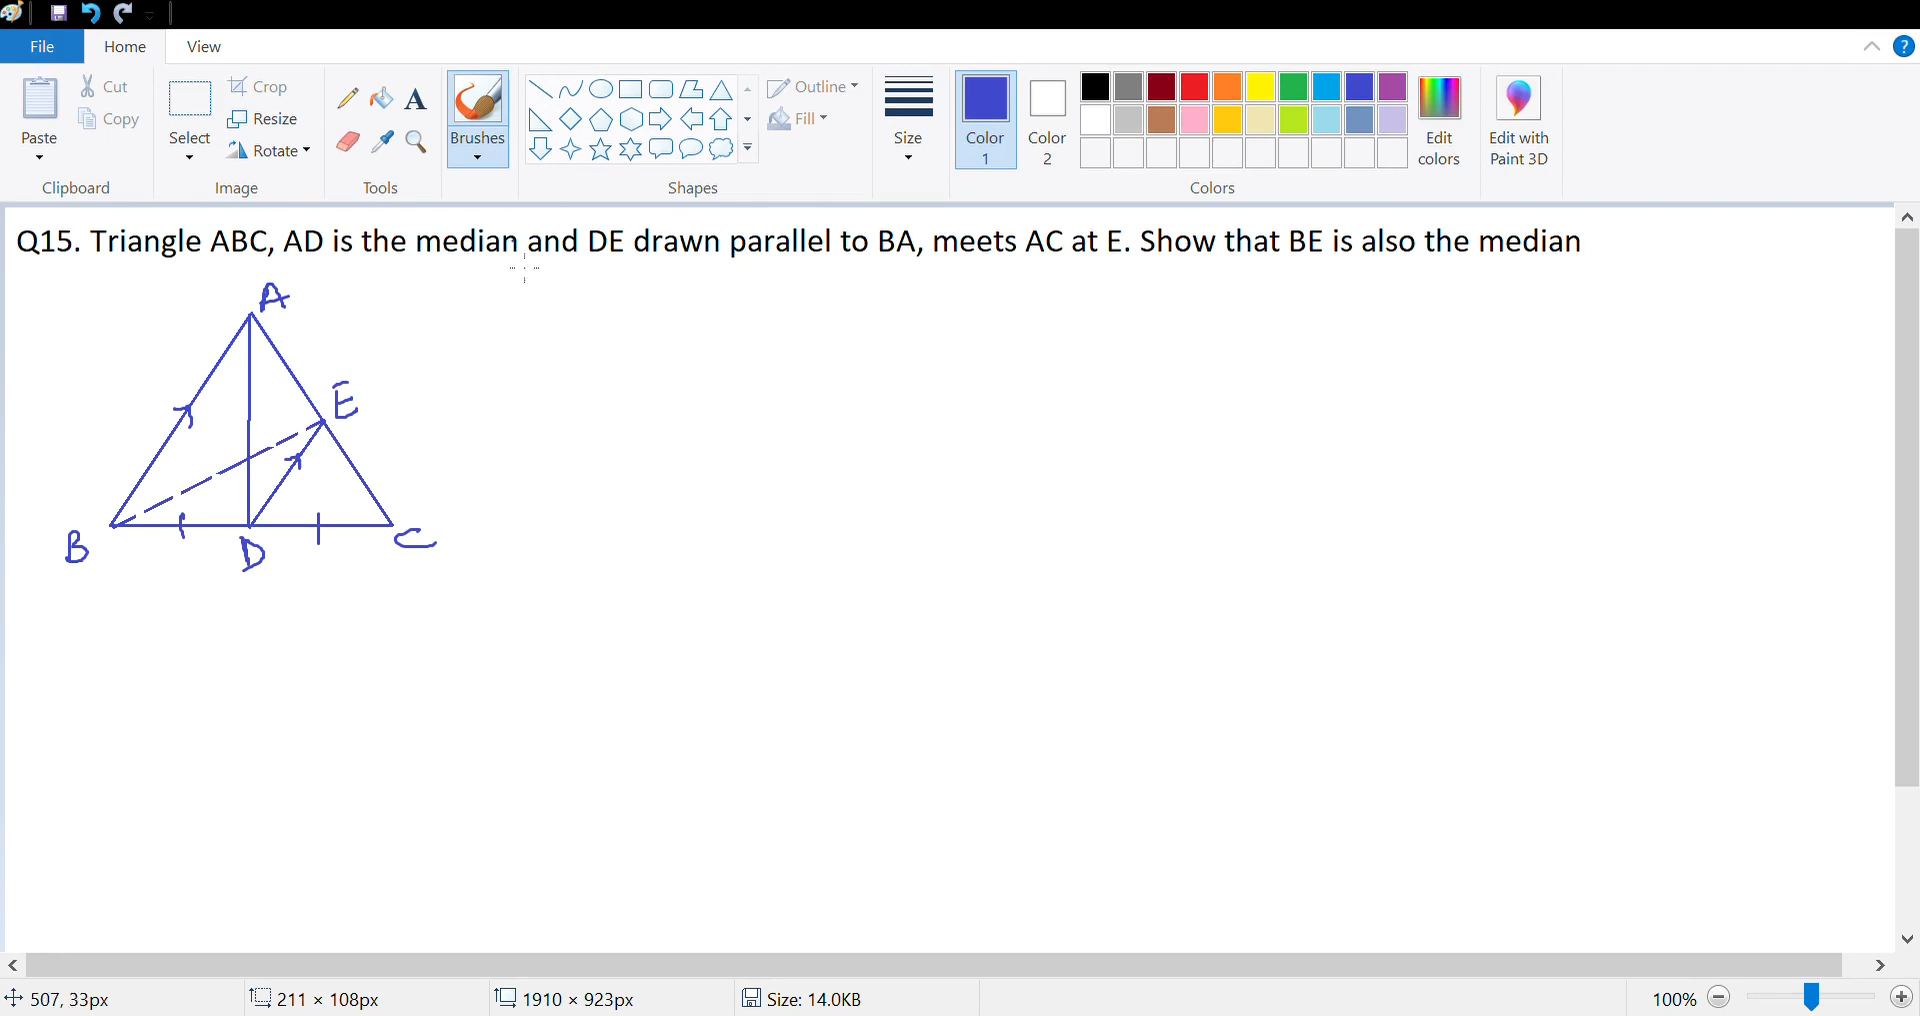 File Home View
Paste Cut Copy Clipboard
Select Crop Resize Rotate Image
A Tools
Brushes
Outline Fill Shapes
Size
Color 1 Color 2 Edit colors Colors
Edit with Paint 3D
?
Q15. Triangle ABC, AD is the median and DE drawn parallel to BA, meets AC at E. Show that BE is also the median
A
E
B D C
507, 33px 211 × 108px 1910 × 923px Size: 14.0KB 100%